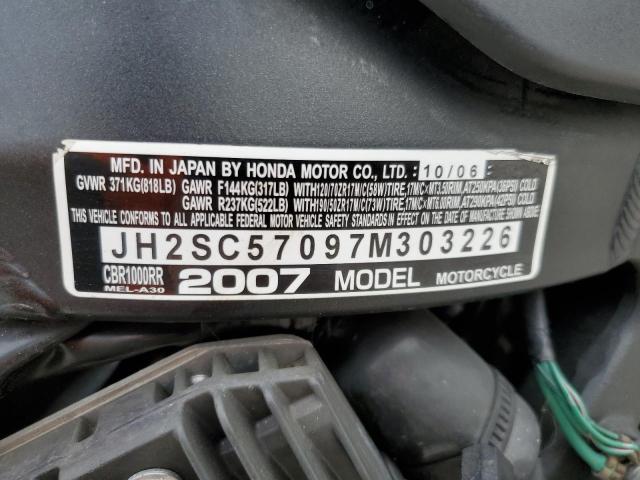 MFD. IN JAPAN BY HONDA MOTOR CO., LTD. : 10/06
GVWR 371KG(818LB) GAWR F144KG(317LB)WITH120/70ZR17M/C(58W)TIRE,17M/C×MT3.50RIM,AT250KPA(36PSI) COLD
GAWR R237KG(522LB)WITH190/50ZR17M/C(73W)TIRE,17M/C×MT6.00RIM,AT290KPA(42PSI) COLD
THIS VEHICLE CONFORMS TO ALL APPLICABLE FEDERAL MOTOR VEHICLE SAFETY STANDARDS IN EFFECT ON THE DATE OF MANUFACTURE SHOWN ABOVE.
JH2SC57097M303226
CBR1000RR 2007 MODEL MOTORCYCLE
MEL-A30